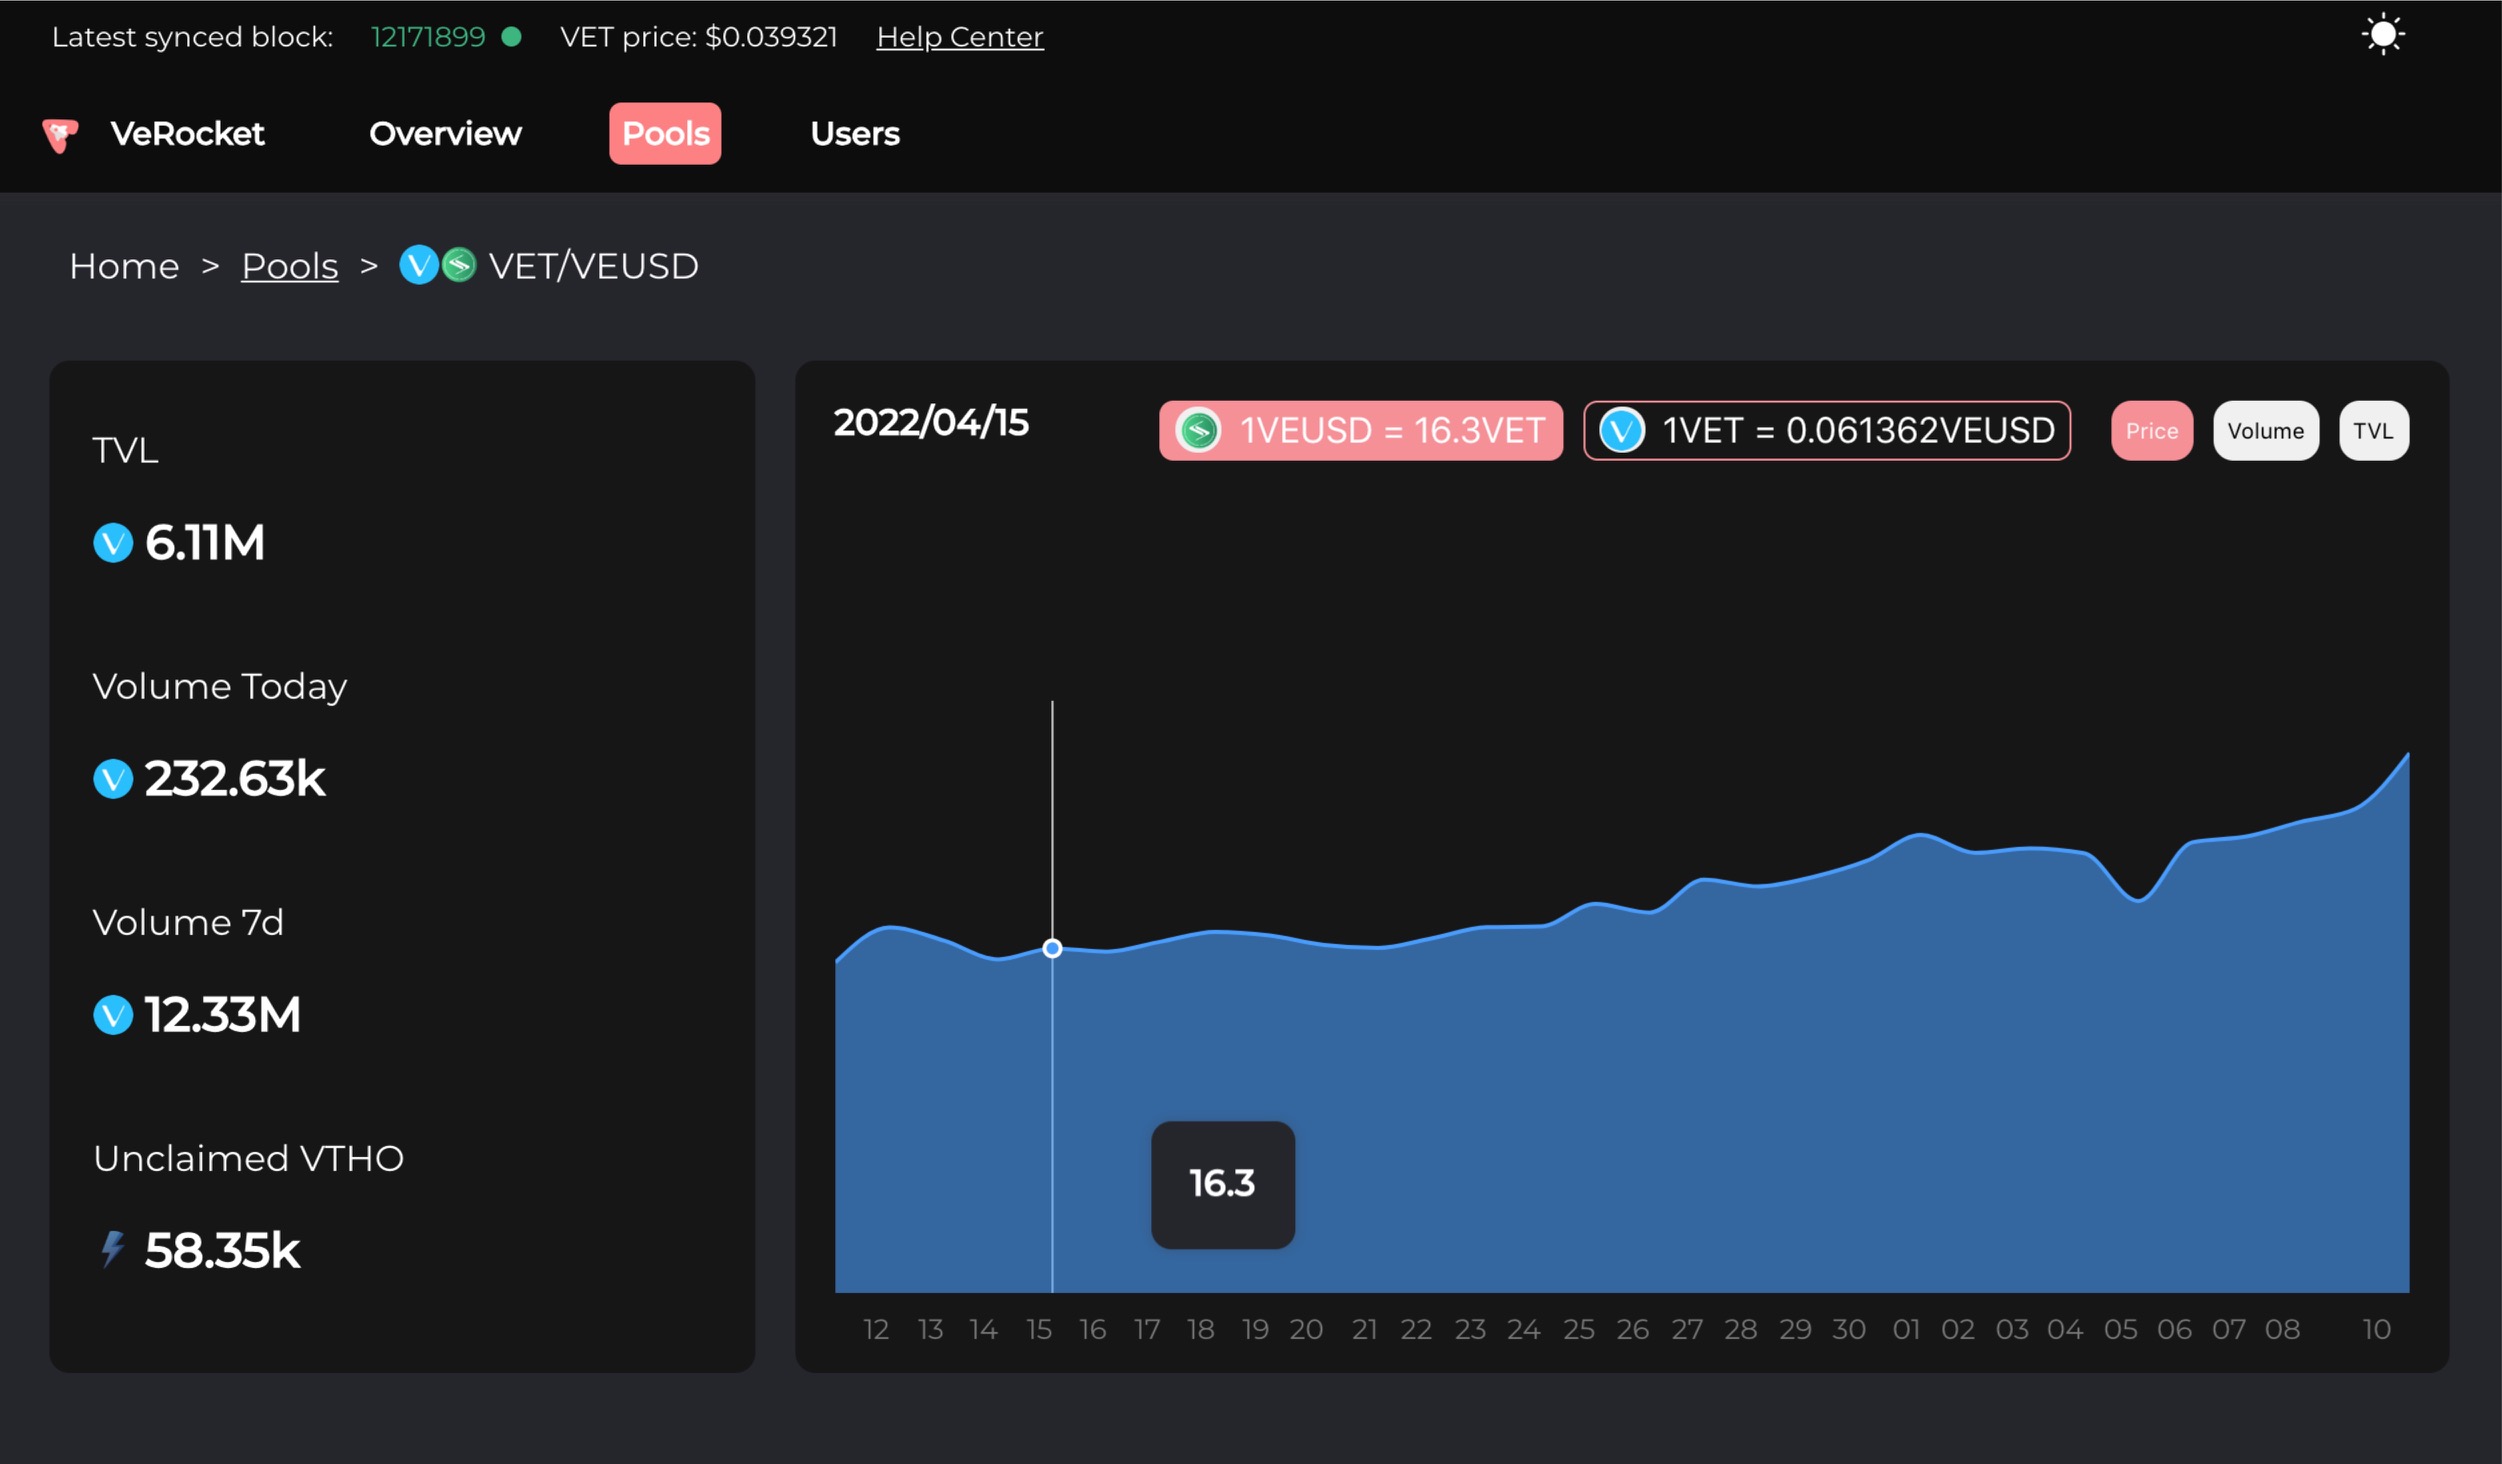 Latest synced block: 12171899 VET price: $0.039321 Help Center
VeRocket Overview Pools Users
Home > Pools > VET/VEUSD
TVL
6.11M
Volume Today
232.63k
Volume 7d
12.33M
Unclaimed VTHO
58.35k
2022/04/15 1VEUSD = 16.3VET 1VET = 0.061362VEUSD Price Volume TVL
16.3
12 13 14 15 16 17 18 19 20 21 22 23 24 25 26 27 28 29 30 01 02 03 04 05 06 07 08 10